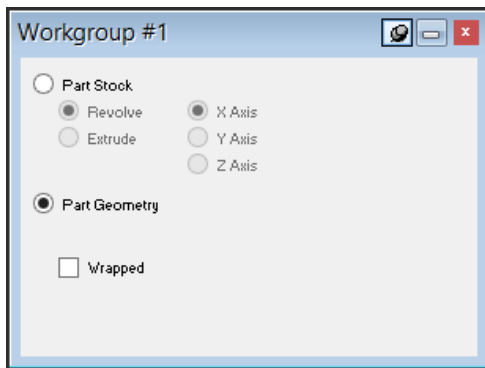 Workgroup #1
Part Stock
Revolve X Axis
Extrude Y Axis
Z Axis
Part Geometry
Wrapped